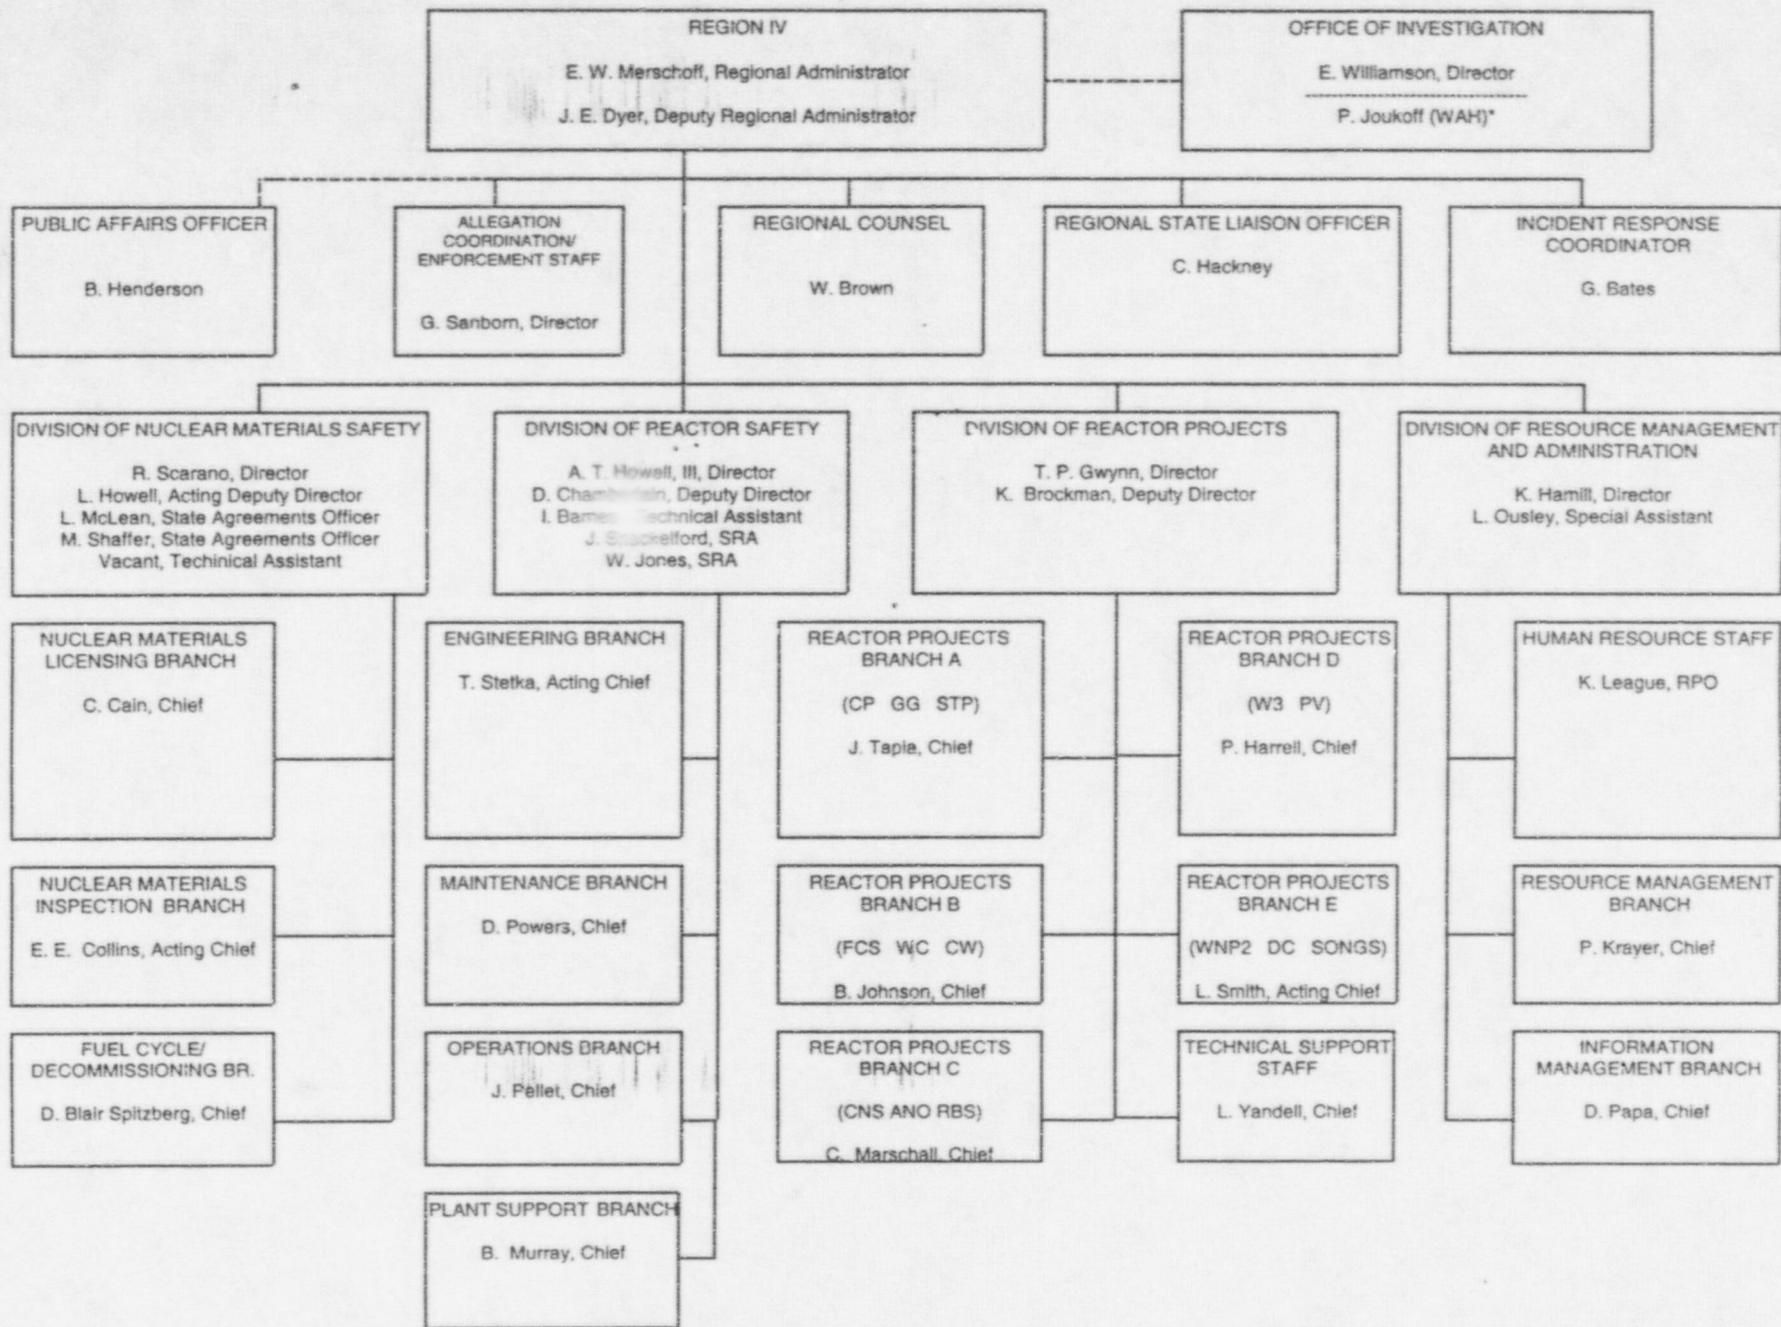 REGION IV
E. W. Merschoff, Regional Administrator
J. E. Dyer, Deputy Regional Administrator
OFFICE OF INVESTIGATION
E. Williamson, Director
P. Joukoff (WAH)*
PUBLIC AFFAIRS OFFICER
B. Henderson
ALLEGATION
COORDINATION/
ENFORCEMENT STAFF
G. Sanborn, Director
REGIONAL COUNSEL
W. Brown
REGIONAL STATE LIAISON OFFICER
C. Hackney
INCIDENT RESPONSE
COORDINATOR
G. Bates
DIVISION OF NUCLEAR MATERIALS SAFETY
R. Scarano, Director
L. Howell, Acting Deputy Director
L. McLean, State Agreements Officer
M. Shaffer, State Agreements Officer
Vacant, Techinical Assistant
DIVISION OF REACTOR SAFETY
A. T. Howell, III, Director
D. Deputy Director
I. Technical Assistant
J. SRA
W. Jones, SRA
DIVISION OF REACTOR PROJECTS
T. P. Gwynn, Director
K. Brockman, Deputy Director
DIVISION OF RESOURCE MANAGEMENT
AND ADMINISTRATION
K. Hamill, Director
L. Ousley, Special Assistant
NUCLEAR MATERIALS
LICENSING BRANCH
C. Cain, Chief
ENGINEERING BRANCH
T. Stetka, Acting Chief
REACTOR PROJECTS
BRANCH A
(CP GG STP)
J. Tapia, Chief
REACTOR PROJECTS
BRANCH D
(W3 PV)
P. Harrell, Chief
HUMAN RESOURCE STAFF
K. League, RPO
NUCLEAR MATERIALS
INSPECTION BRANCH
E. E. Collins, Acting Chief
MAINTENANCE BRANCH
D. Powers, Chief
REACTOR PROJECTS
BRANCH B
(FCS WC CW)
B. Johnson, Chief
REACTOR PROJECTS
BRANCH E
(WNP2 DC SONGS)
L. Smith, Acting Chief
RESOURCE MANAGEMENT
BRANCH
P. Krayer, Chief
FUEL CYCLE/
DECOMMISSIONING BR.
D. Blair Spitzberg, Chief
OPERATIONS BRANCH
J. Pellet, Chief
REACTOR PROJECTS
BRANCH C
(CNS ANO RBS)
C. Marschall, Chief
TECHNICAL SUPPORT
STAFF
L. Yandell, Chief
INFORMATION
MANAGEMENT BRANCH
D. Papa, Chief
PLANT SUPPORT BRANCH
B. Murray, Chief